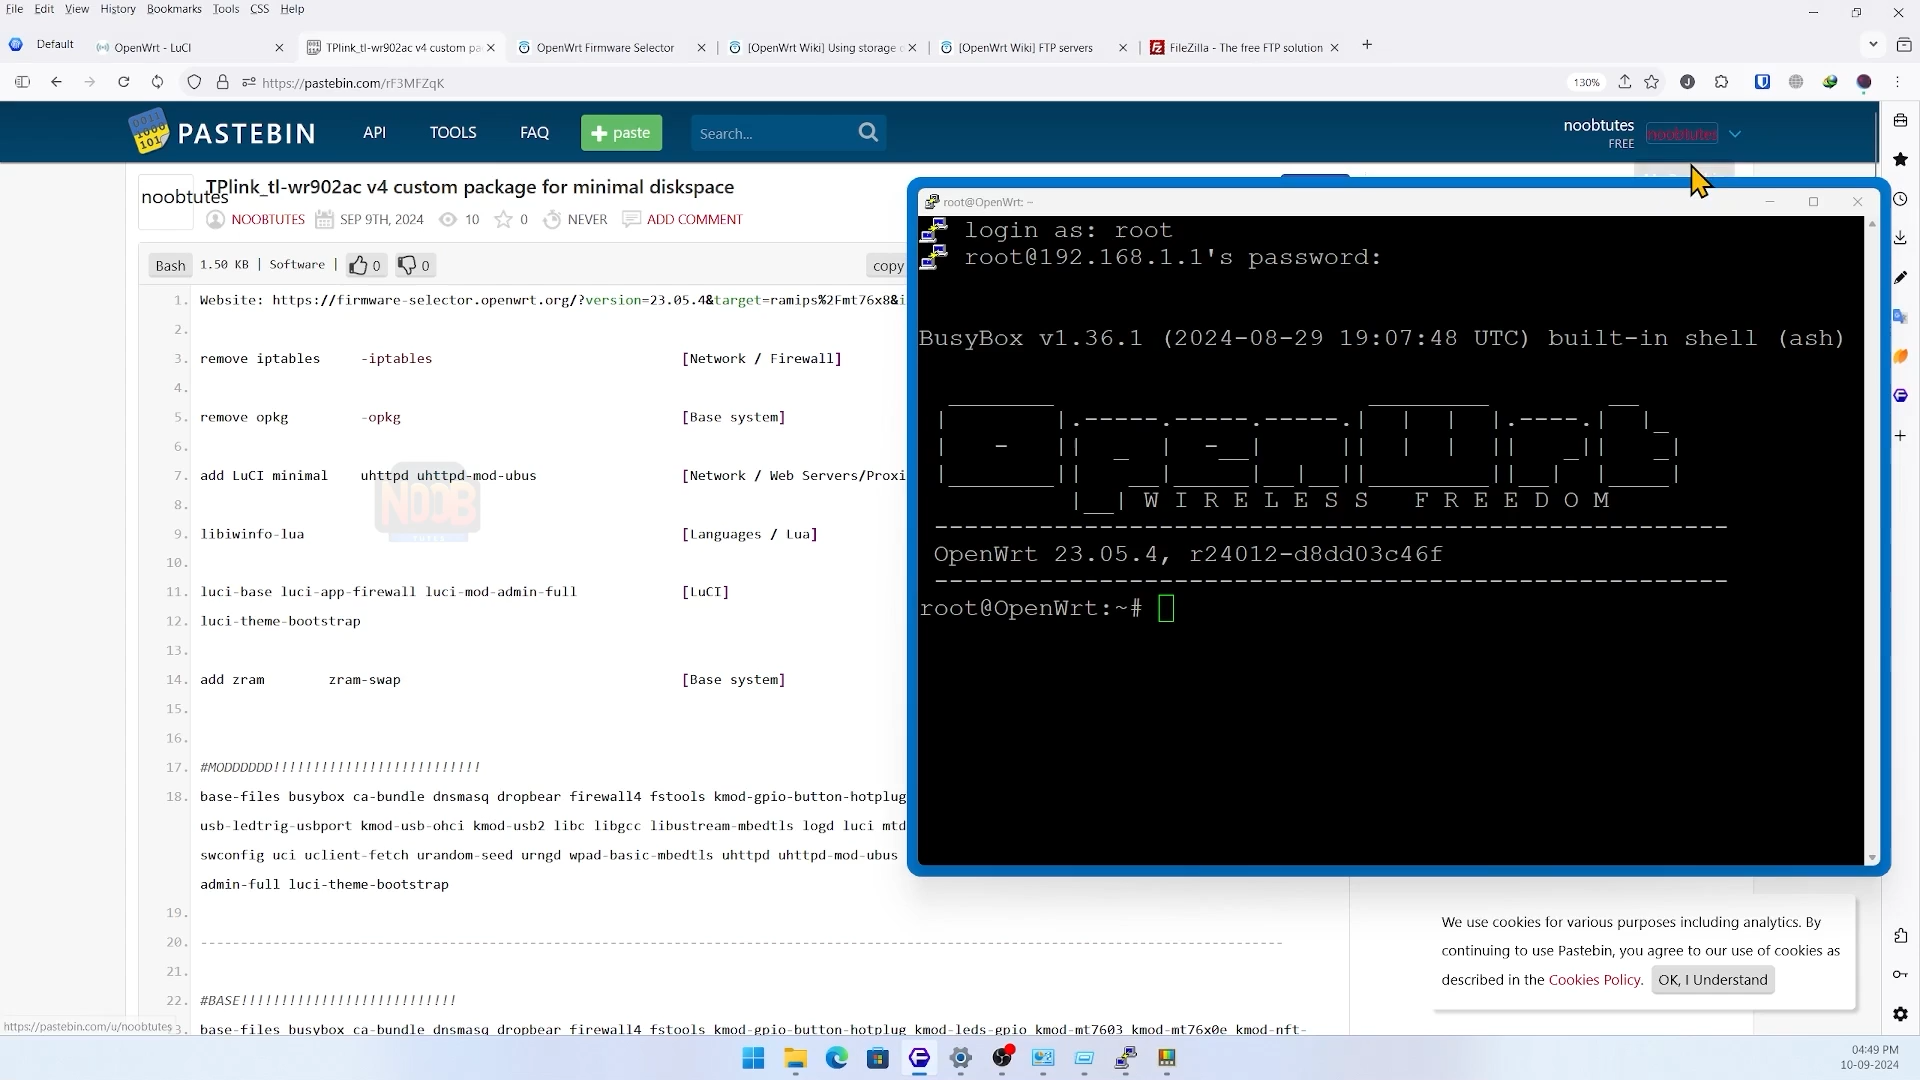 File Edit View History Bookmarks Tools CSS Help
Default
OpenWrt - LuCI
TPlink_tl-wr902ac v4 custom pa
OpenWrt Firmware Selector
[OpenWrt Wiki] Using storage
[OpenWrt Wiki] FTP servers
FileZilla - The free FTP solution
https://pastebin.com/rF3MFZqK
130%
PASTEBIN
API
TOOLS
FAQ
+ paste
Search...
noobtutes
FREE
noobtutes
noobtutes
TPlink_tl-wr902ac v4 custom package for minimal diskspace
NOOBTUTES SEP 9TH, 2024 10 0 NEVER ADD COMMENT
Bash 1.50 KB | Software | 0 0
copy
1. Website: https://firmware-selector.openwrt.org/?version=23.05.4&target=ramips%2Fmt76x8&i
2.
3. remove iptables -iptables [Network / Firewall]
4.
5. remove opkg -opkg [Base system]
6.
7. add LuCI minimal uhttpd uhttpd-mod-ubus [Network / Web Servers/Proxi
8.
9. libiwinfo-lua [Languages / Lua]
10.
11. luci-base luci-app-firewall luci-mod-admin-full [LuCI]
12. luci-theme-bootstrap
13.
14. add zram zram-swap [Base system]
15.
16.
17. #MODDDDDD!!!!!!!!!!!!!!!!!!!!!!!!!!
18. base-files busybox ca-bundle dnsmasq dropbear firewall4 fstools kmod-gpio-button-hotplug
usb-ledtrig-usbport kmod-usb-ohci kmod-usb2 libc libgcc libustream-mbedtls logd luci mtd
swconfig uci uclient-fetch urandom-seed urngd wpad-basic-mbedtls uhttpd uhttpd-mod-ubus
admin-full luci-theme-bootstrap
19.
20. ----------------------------------------------------------------
21.
22. #BASE!!!!!!!!!!!!!!!!!!!!!!!!!!!
base-files busybox ca-bundle dnsmasq dropbear firewall4 fstools kmod-gpio-button-hotplug kmod-leds-gpio kmod-mt7603 kmod-mt76x0e kmod-nft-
NOOB
root@OpenWrt: ~
login as: root
root@192.168.1.1's password:
BusyBox v1.36.1 (2024-08-29 19:07:48 UTC) built-in shell (ash)
OpenWrt
W I R E L E S S F R E E D O M
OpenWrt 23.05.4, r24012-d8dd03c46f
root@OpenWrt:~#
We use cookies for various purposes including analytics. By
continuing to use Pastebin, you agree to our use of cookies as
described in the Cookies Policy. OK, I Understand
https://pastebin.com/u/noobtutes
04:49 PM
10-09-2024